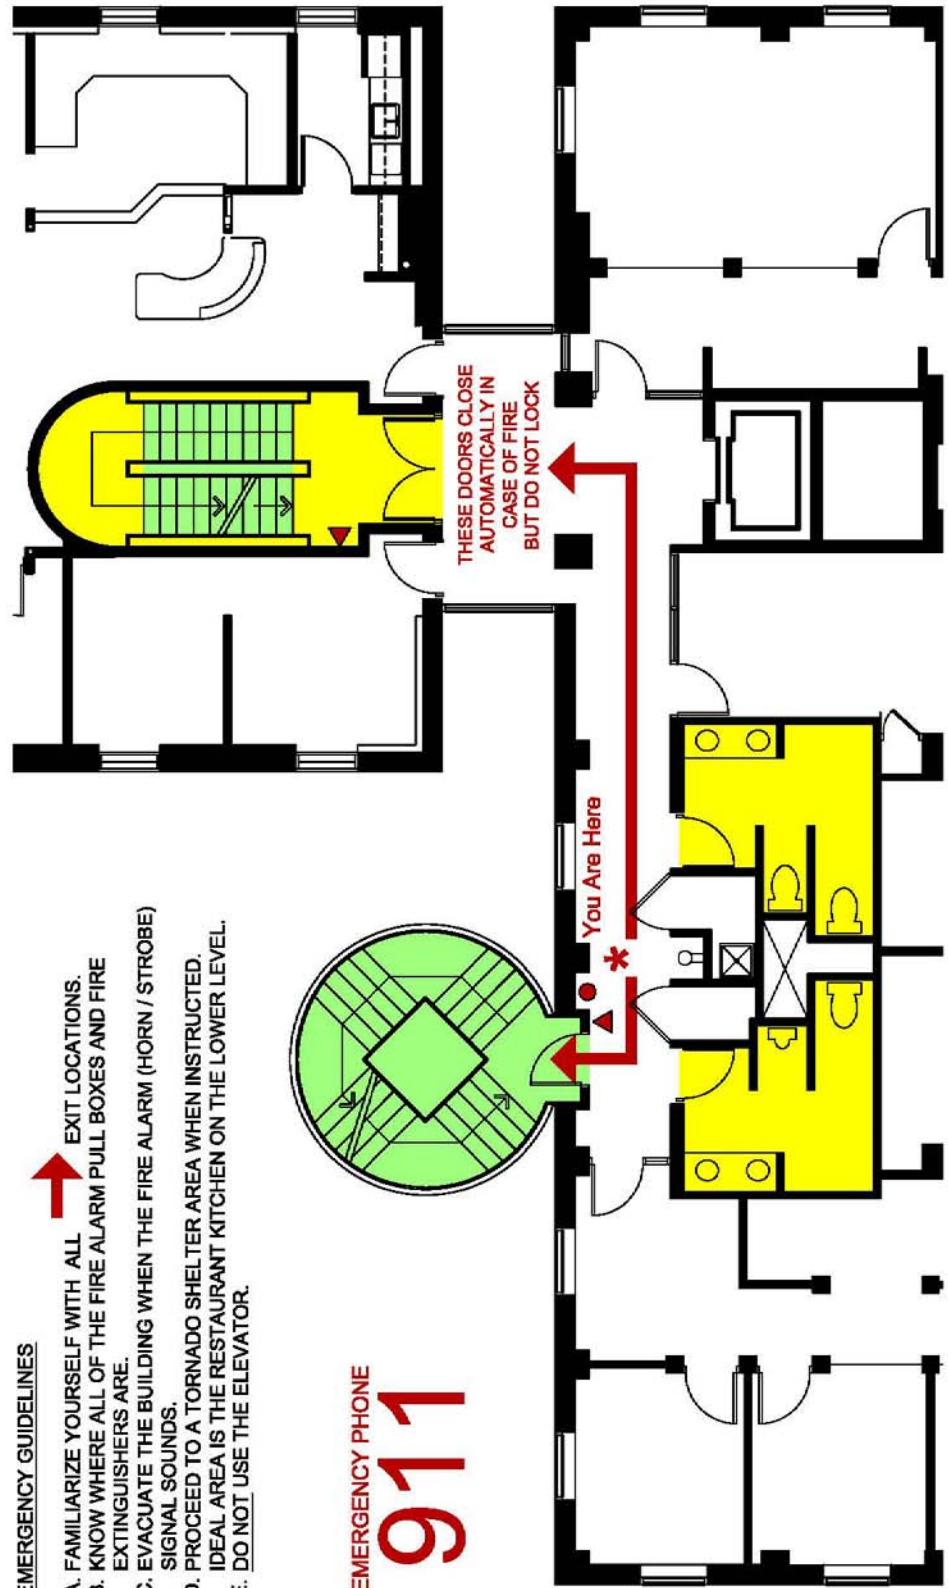 EMERGENCY GUIDELINES
A. FAMILIARIZE YOURSELF WITH ALL EXIT LOCATIONS.
B. KNOW WHERE ALL OF THE FIRE ALARM PULL BOXES AND FIRE
EXTINGUISHERS ARE.
C. EVACUATE THE BUILDING WHEN THE FIRE ALARM (HORN / STROBE)
SIGNAL SOUNDS.
D. PROCEED TO A TORNADO SHELTER AREA WHEN INSTRUCTED.
IDEAL AREA IS THE RESTAURANT KITCHEN ON THE LOWER LEVEL.
E. DO NOT USE THE ELEVATOR.
EMERGENCY PHONE
911
You Are Here
THESE DOORS CLOSE
AUTOMATICALLY IN
CASE OF FIRE
BUT DO NOT LOCK